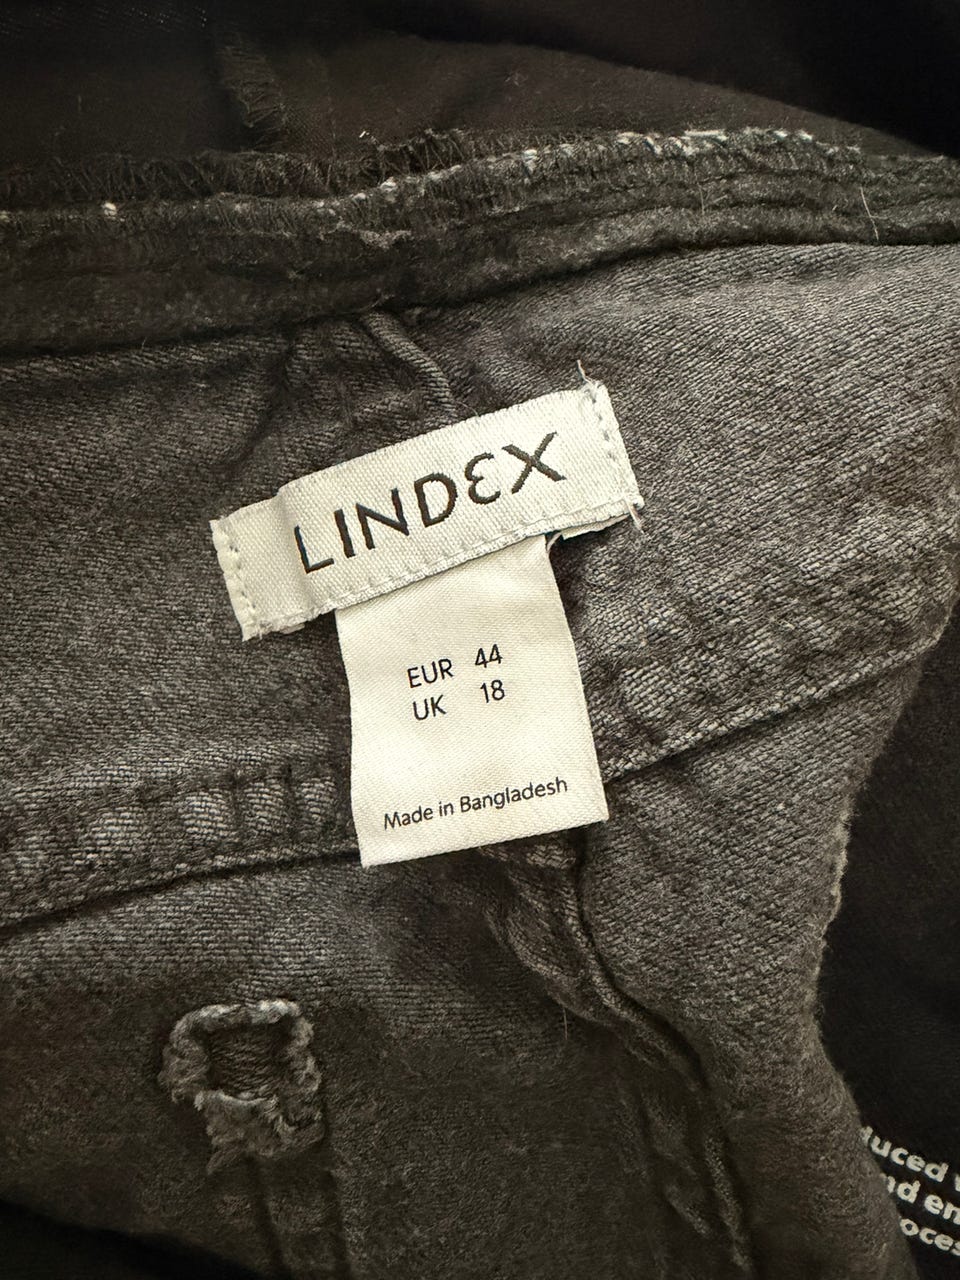 LINDEX
EUR 44
UK 18
Made in Bangladesh